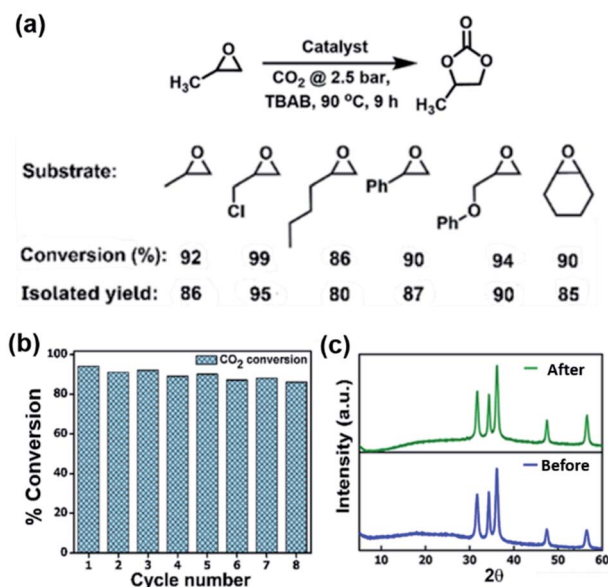 (a)
O
H₃C
Catalyst
CO₂ @ 2.5 bar,
TBAB, 90 °C, 9 h
O
O
O
H₃C
Substrate:
O
O
Cl
O
O
Ph
O
O
Ph
O
Conversion (%): 92 99 86 90 94 90
Isolated yield: 86 95 80 87 90 85
(b)
CO₂ conversion
% Conversion
100
80
60
40
20
0
1 2 3 4 5 6 7 8
Cycle number
(c)
After
Before
Intensity (a.u.)
10 20 30 40 50 60
2θ